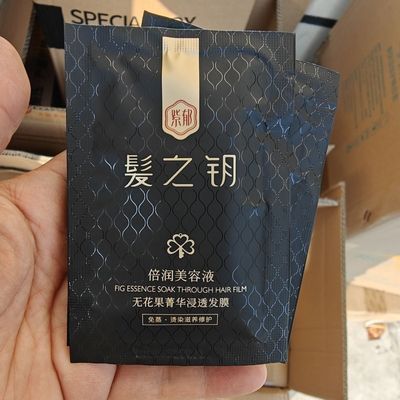 SPECIAL
紫郁
髮之钥
倍润美容液
FIG ESSENCE SOAK THROUGH HAIR FILM
无花果菁华浸透发膜
免蒸·烫染滋养修护